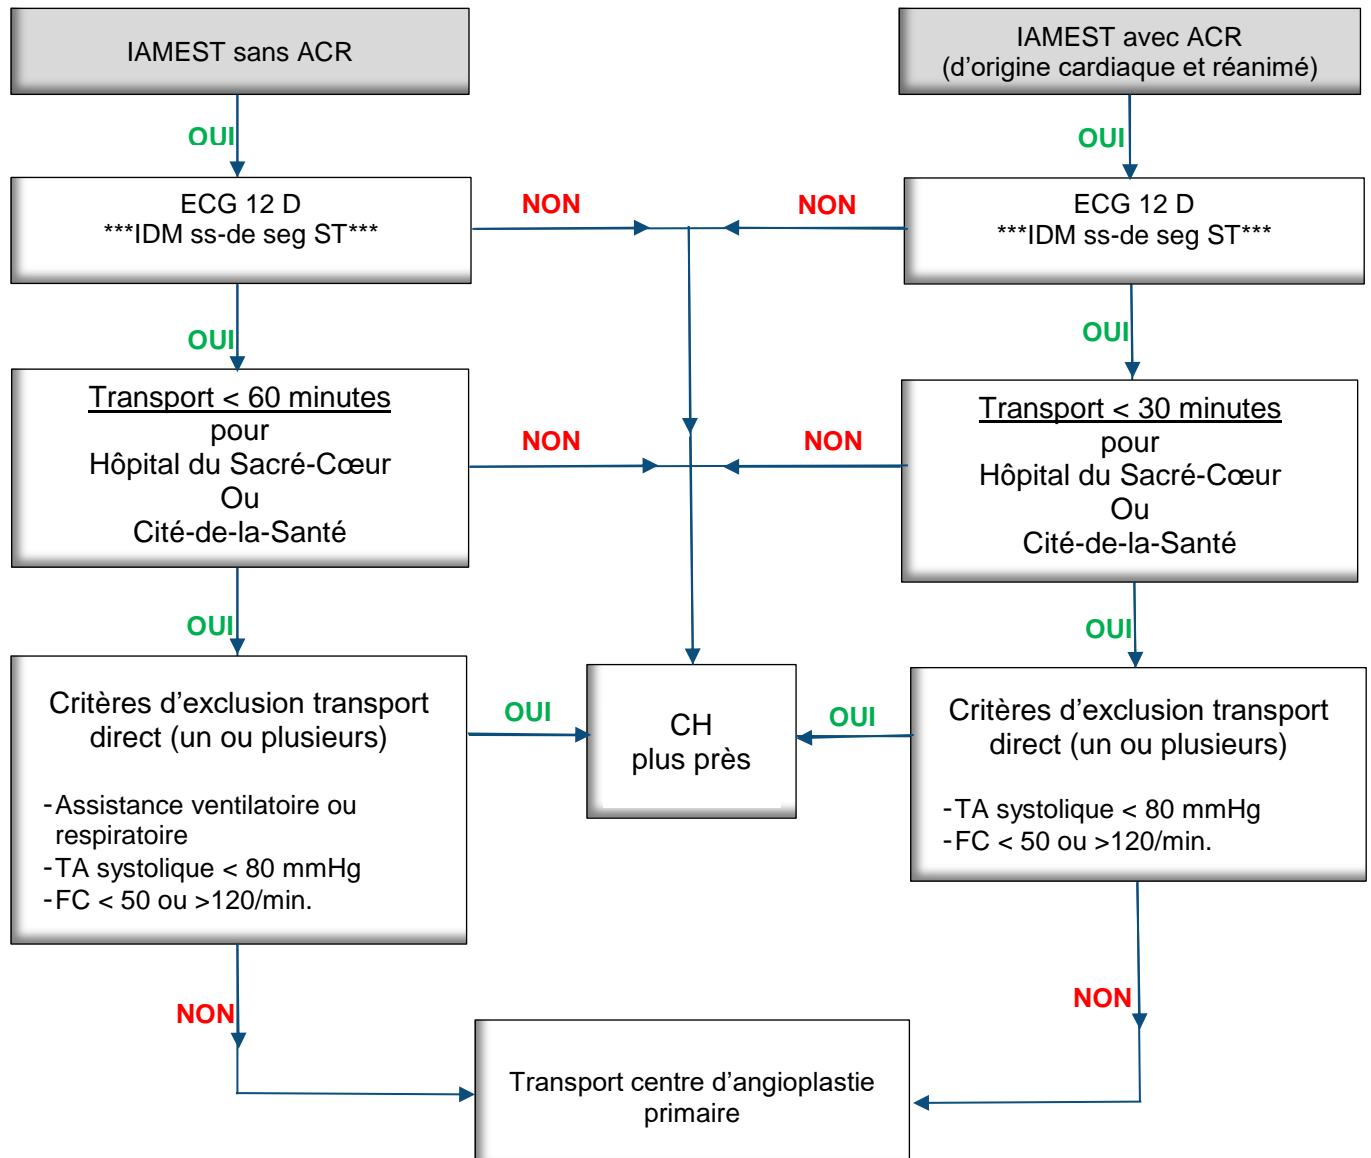 IAMEST sans ACR
IAMEST avec ACR
(d'origine cardiaque et réanimé)
OUI
OUI
ECG 12 D
***IDM ss-de seg ST***
NON
NON
ECG 12 D
***IDM ss-de seg ST***
OUI
OUI
Transport < 60 minutes
pour
Hôpital du Sacré-Cœur
Ou
Cité-de-la-Santé
NON
NON
Transport < 30 minutes
pour
Hôpital du Sacré-Cœur
Ou
Cité-de-la-Santé
OUI
OUI
Critères d'exclusion transport
direct (un ou plusieurs)
-Assistance ventilatoire ou
respiratoire
-TA systolique < 80 mmHg
-FC < 50 ou >120/min.
OUI
CH
plus près
OUI
Critères d'exclusion transport
direct (un ou plusieurs)
-TA systolique < 80 mmHg
-FC < 50 ou >120/min.
NON
NON
Transport centre d'angioplastie
primaire